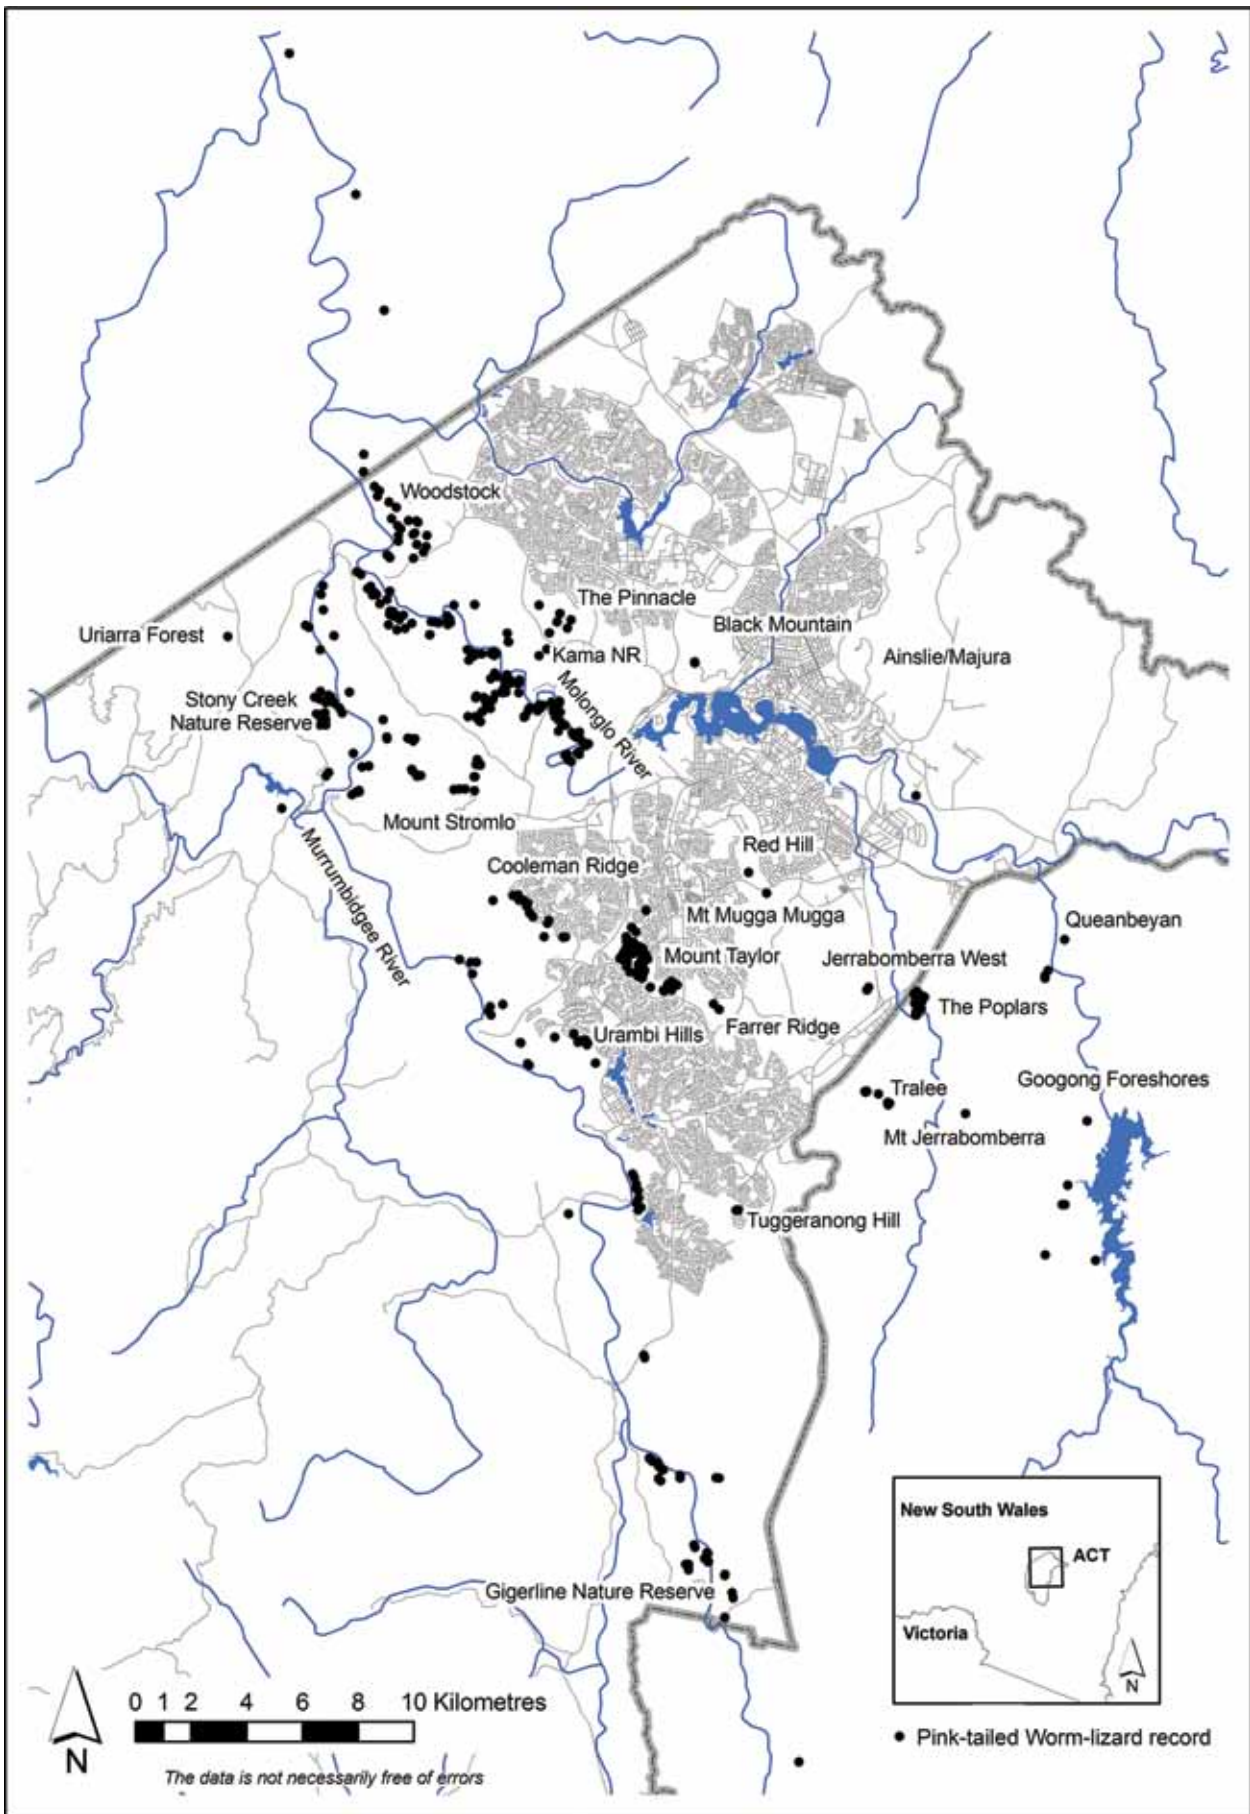 Woodstock
The Pinnacle
Black Mountain
Uriarra Forest
Kama NR
Ainslie/Majura
Stony Creek
Nature Reserve
Molonglo River
Mount Stromlo
Murrumbidgee River
Cooleman Ridge
Red Hill
Mt Mugga Mugga
Queanbeyan
Mount Taylor
Jerrabomberra West
The Poplars
Farrer Ridge
Urambi Hills
Googong Foreshores
Tralee
Mt Jerrabomberra
Tuggeranong Hill
Gigerline Nature Reserve
New South Wales
ACT
Victoria
N
0 1 2 4 6 8 10 Kilometres
N
The data is not necessarily free of errors
Pink-tailed Worm-lizard record